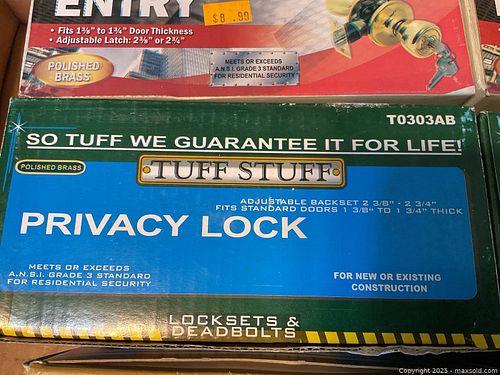 ENTRY
$8.99
• Fits 1⅜" to 1¾" Door Thickness
• Adjustable Latch: 2⅜" or 2¾"
POLISHED
BRASS
MEETS OR EXCEEDS
A.N.S.I. GRADE 3 STANDARD
FOR RESIDENTIAL SECURITY
T0303AB
SO TUFF WE GUARANTEE IT FOR LIFE!
POLISHED BRASS
TUFF STUFF
ADJUSTABLE BACKSET 2 3/8" - 2 3/4"
FITS STANDARD DOORS 1 3/8" TO 1 3/4" THICK
PRIVACY LOCK
MEETS OR EXCEEDS
A.N.S.I. GRADE 3 STANDARD
FOR RESIDENTIAL SECURITY
FOR NEW OR EXISTING
CONSTRUCTION
LOCKSETS &
DEADBOLTS
Copyright 2025 - maxsold.com